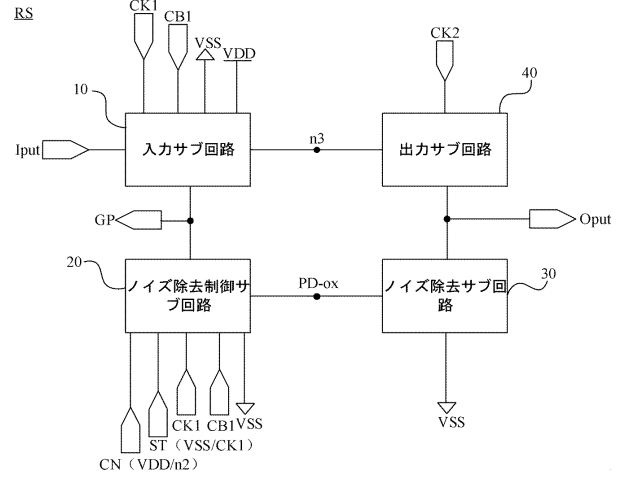 RS
CK1
CB1
VSS
VDD
CK2
10
40
Iput
入力サブ回路
n3
出力サブ回路
GP
Oput
20
ノイズ除去制御サ
ブ回路
PD-ox
ノイズ除去サブ回
路
30
CK1
CB1
VSS
VSS
ST（VSS/CK1）
CN（VDD/n2）